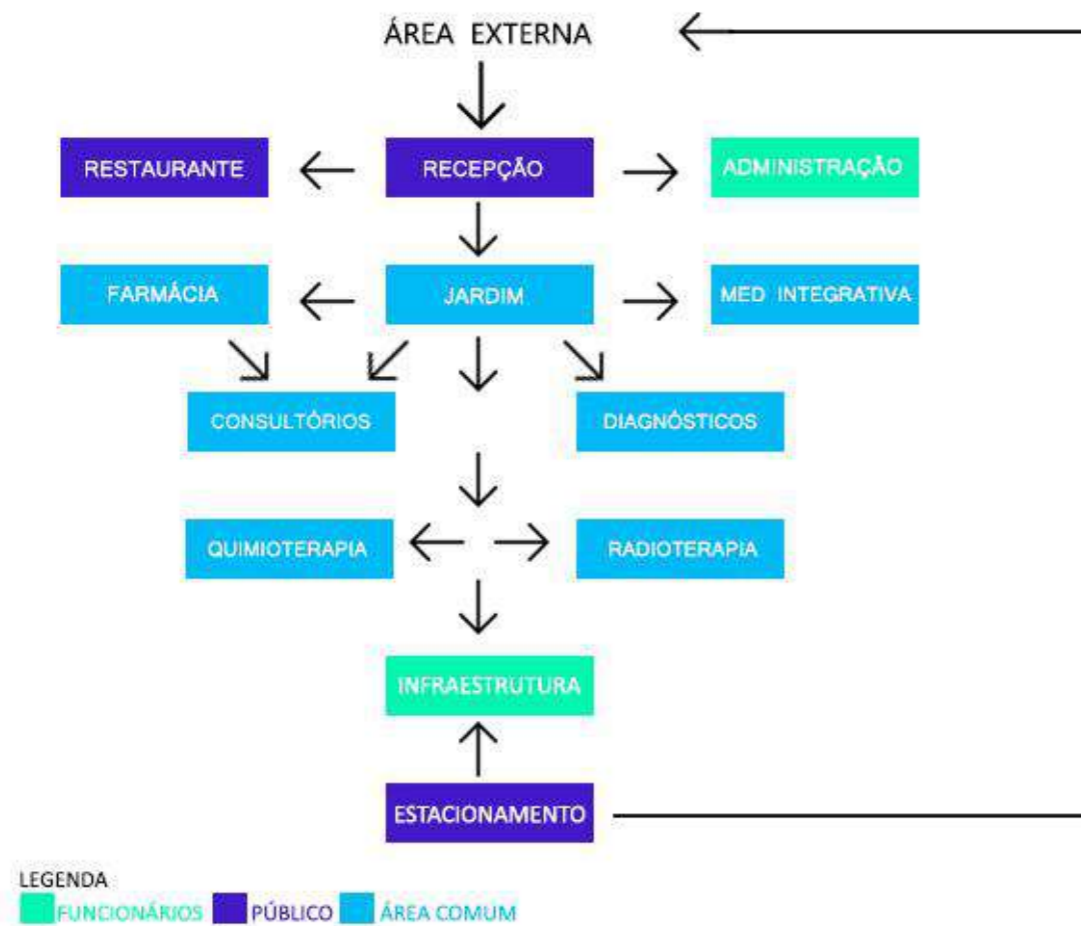 ÁREA EXTERNA
RESTAURANTE
RECEPÇÃO
ADMINISTRAÇÃO
FARMÁCIA
JARDIM
MED INTEGRATIVA
CONSULTÓRIOS
DIAGNÓSTICOS
QUIMIOTERAPIA
RADIOTERAPIA
INFRAESTRUTURA
ESTACIONAMENTO
LEGENDA
FUNCIONÁRIOS PÚBLICO ÁREA COMUM